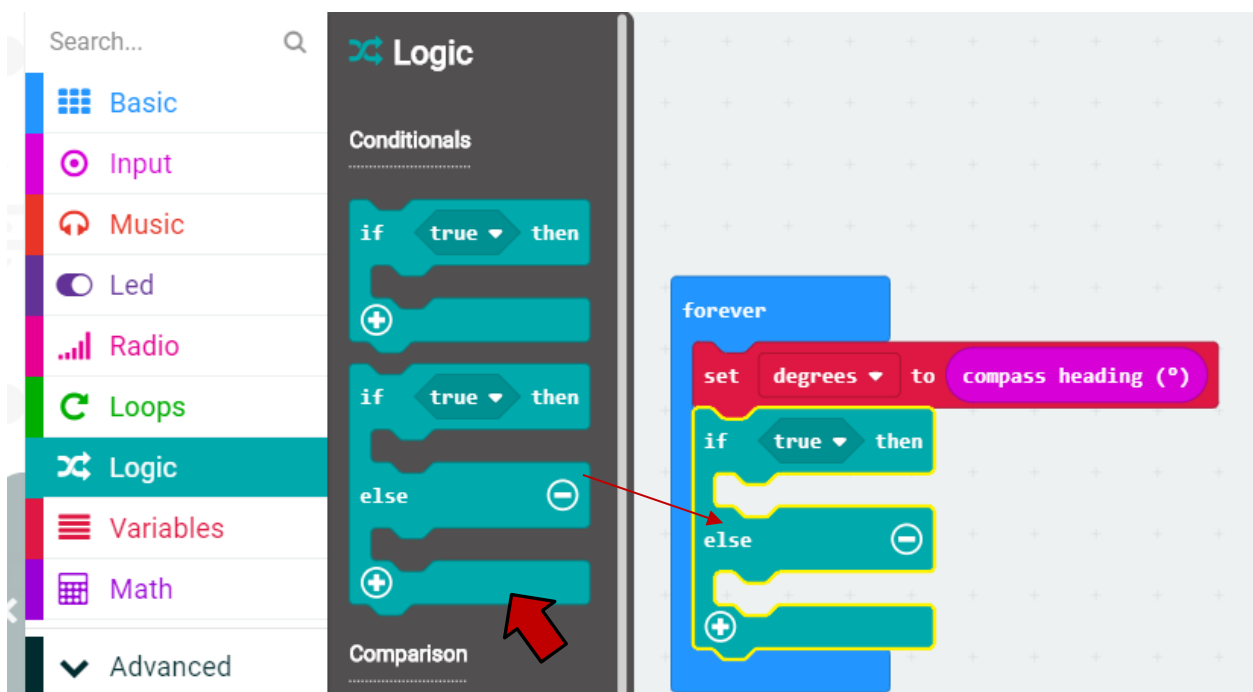 Search...
Basic
Input
Music
Led
Radio
Loops
Logic
Variables
Math
Advanced
Logic
Conditionals
if true then
if true then
else
Comparison
forever
set degrees to compass heading (°)
if true then
else